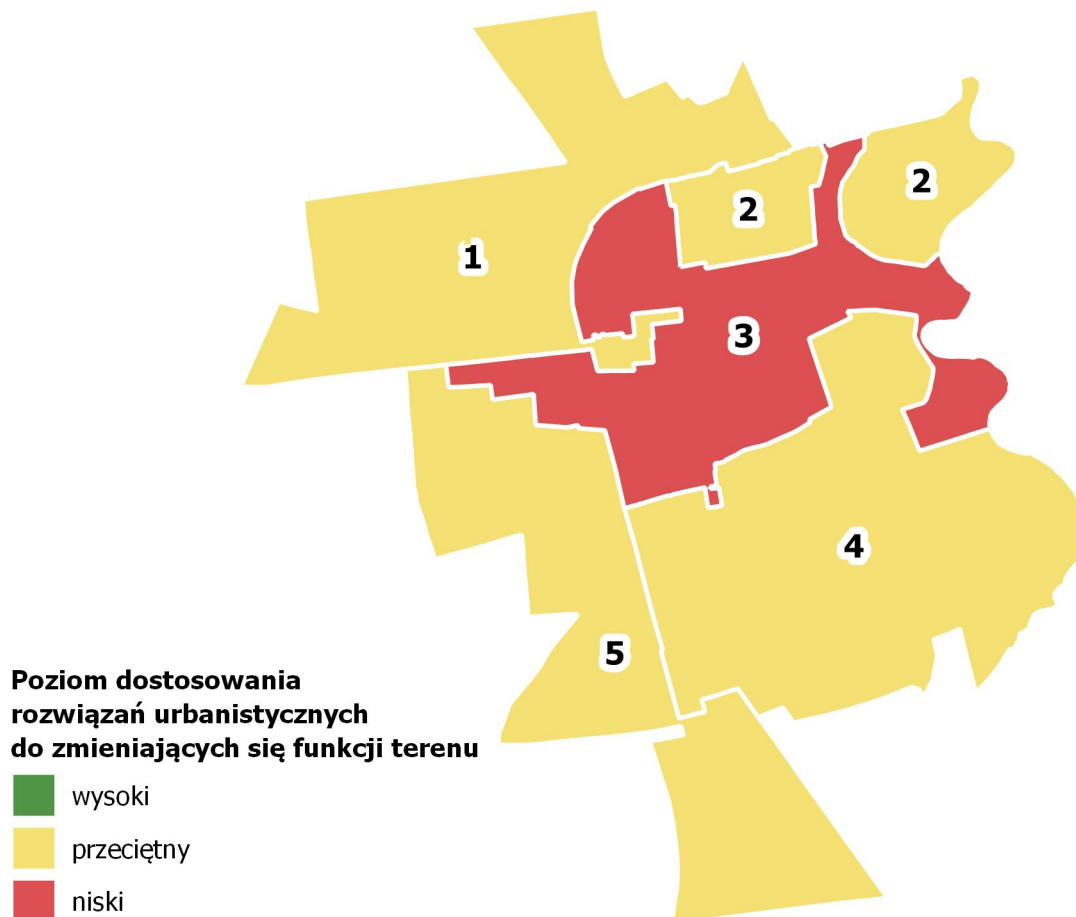 2
2
1
3
4
5
Poziom dostosowania
rozwiązań urbanistycznych
do zmieniających się funkcji terenu
wysoki
przeciętny
niski